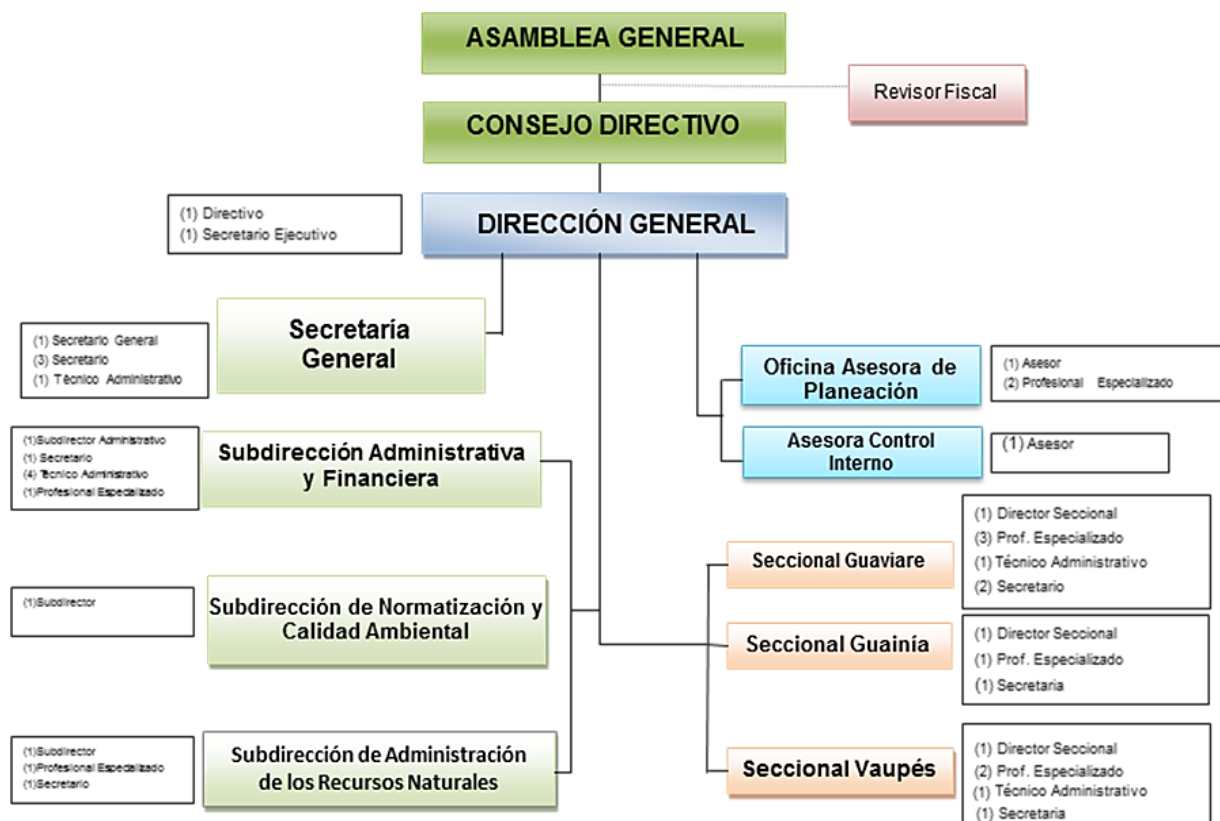 ASAMBLEA GENERAL
Revisor Fiscal
CONSEJO DIRECTIVO
(1) Directivo
(1) Secretario Ejecutivo
DIRECCIÓN GENERAL
(1) Secretario General
(3) Secretario
(1) Técnico Administrativo
Secretaría
General
Oficina Asesora de
Planeación
(1) Asesor
(2) Profesional Especializado
Asesora Control
Interno
(1) Asesor
(1)Subdirector Administrativo
(1) Secretario
(4) Técnico Administrativo
(1)Profesional Especializado
Subdirección Administrativa
y Financiera
Seccional Guaviare
(1) Director Seccional
(3) Prof. Especializado
(1) Técnico Administrativo
(2) Secretario
(1)Subdirector
Subdirección de Normatización y
Calidad Ambiental
Seccional Guainía
(1) Director Seccional
(1) Prof. Especializado
(1) Secretaria
(1)Subdirector
(1)Profesional Especializado
(1)Secretario
Subdirección de Administración
de los Recursos Naturales
Seccional Vaupés
(1) Director Seccional
(2) Prof. Especializado
(1) Técnico Administrativo
(1) Secretaria